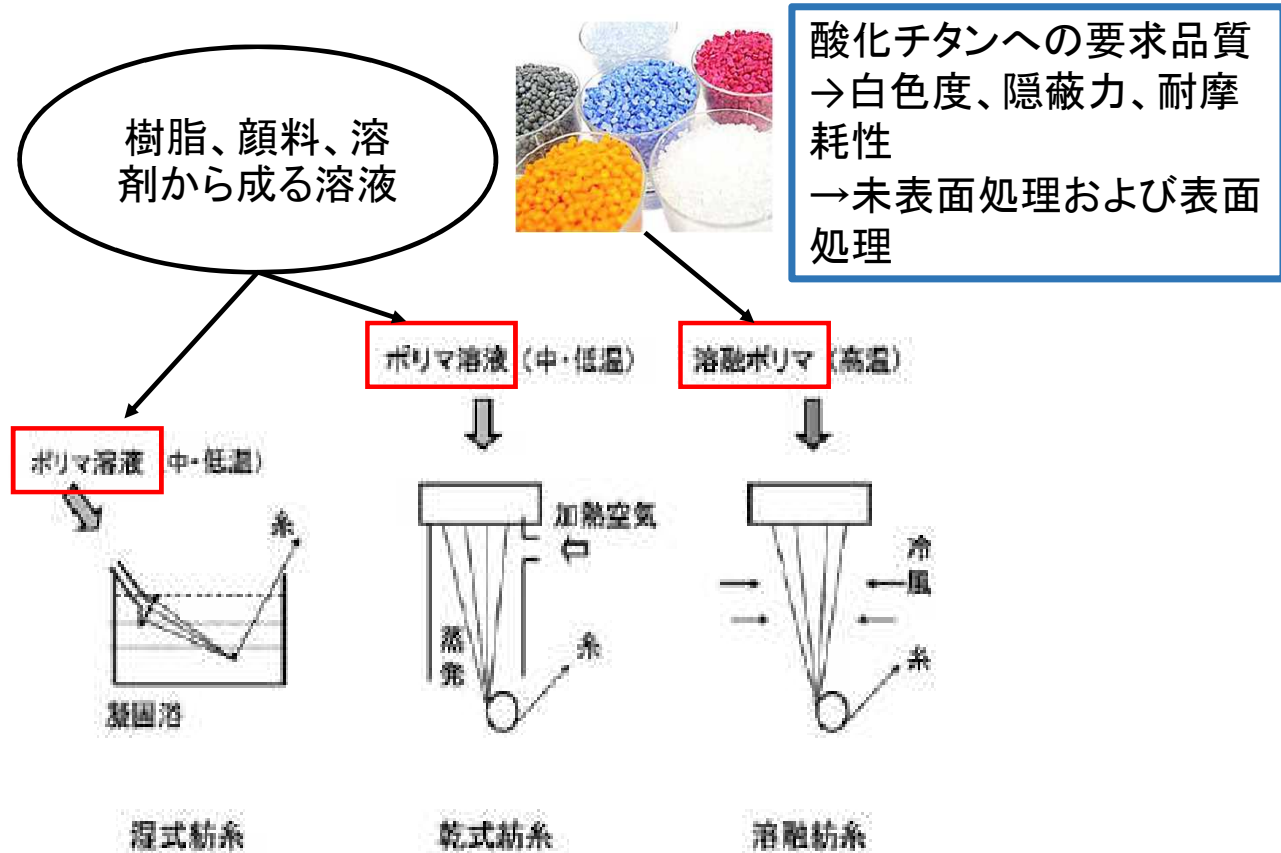 樹脂、顔料、溶
剤から成る溶液
酸化チタンへの要求品質
→白色度、隠蔽力、耐摩
耗性
→未表面処理および表面
処理
ポリマ溶液(中・低温)
溶融ポリマ(高温)
ポリマ溶液(中・低温)
糸
凝固浴
加熱空気
蒸発
糸
冷風
糸
湿式紡糸
乾式紡糸
溶融紡糸